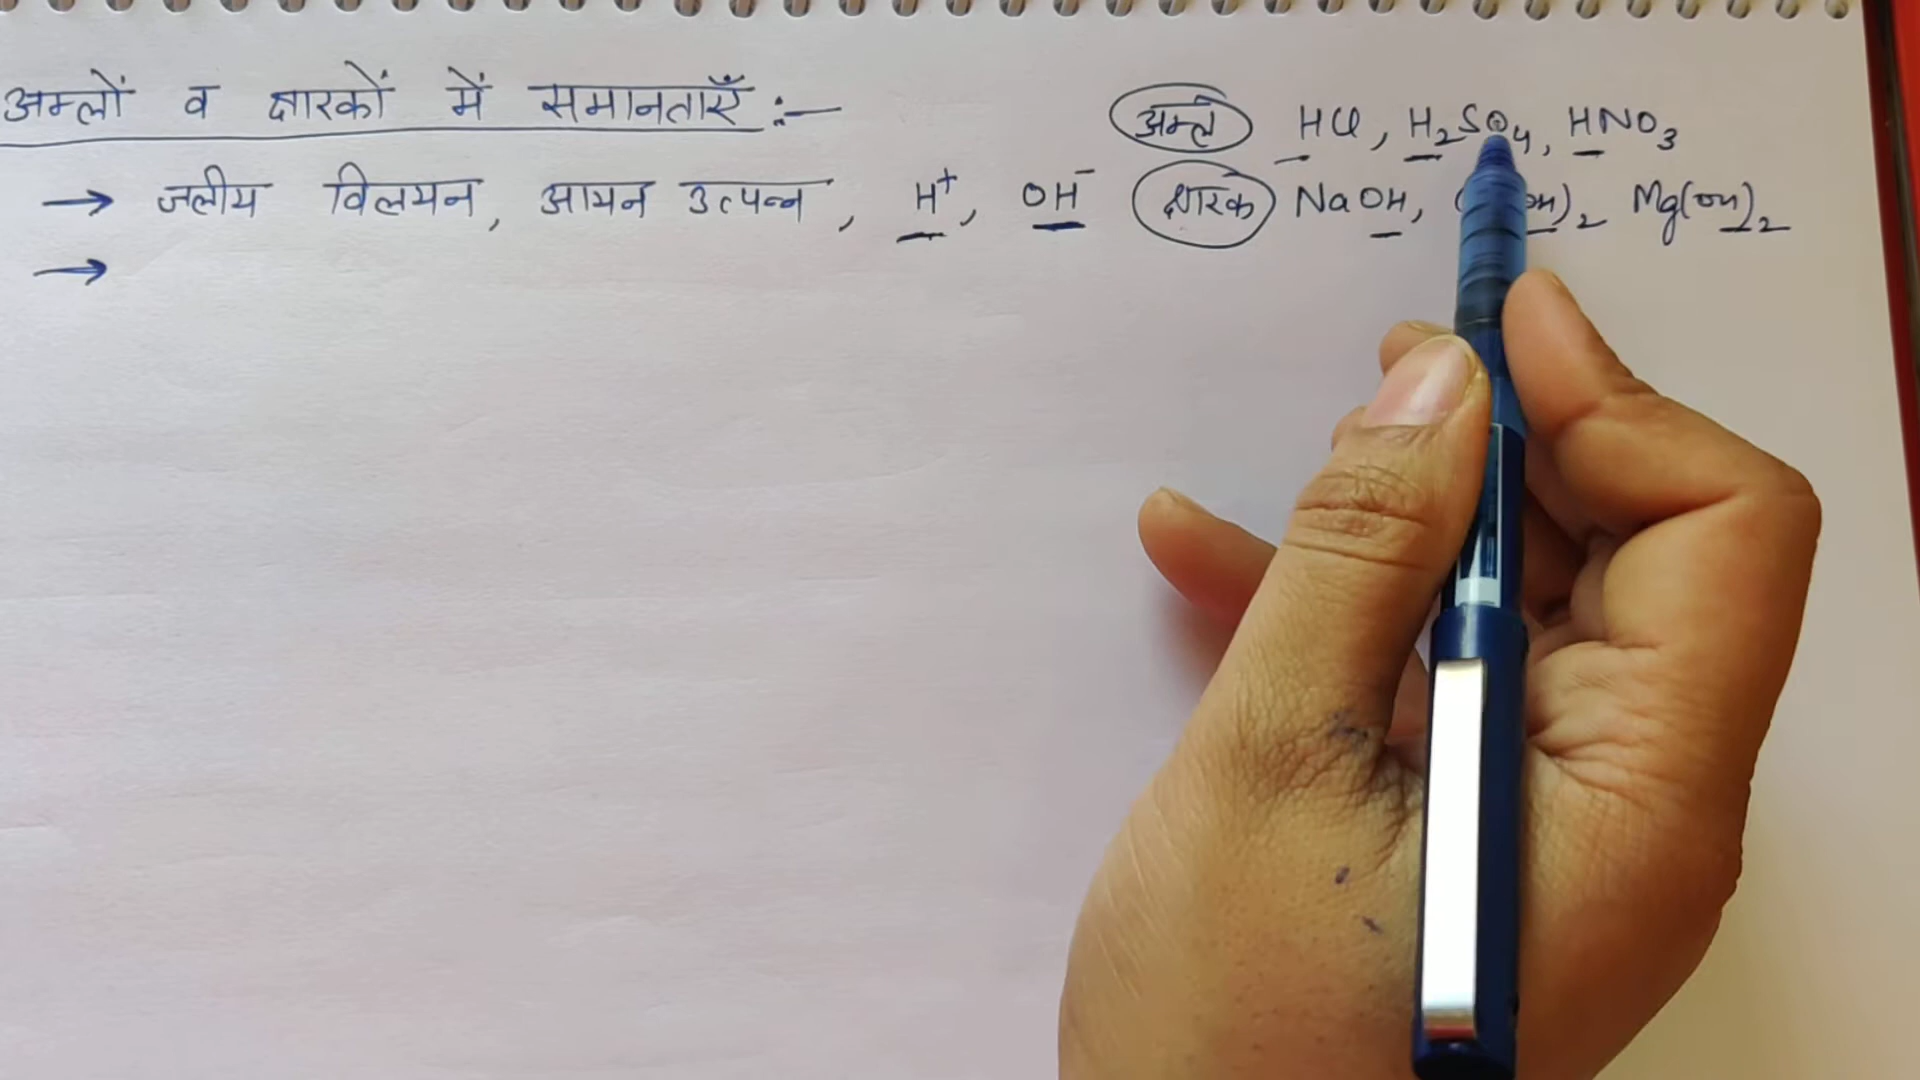 अम्लों व क्षारकों में समानताएँ :—
अम्ल HCl, H₂SO₄, HNO₃
→ जलीय विलयन, आयन उत्पन्न, H⁺, OH⁻
क्षारक NaOH, (OH)₂ Mg(OH)₂
→